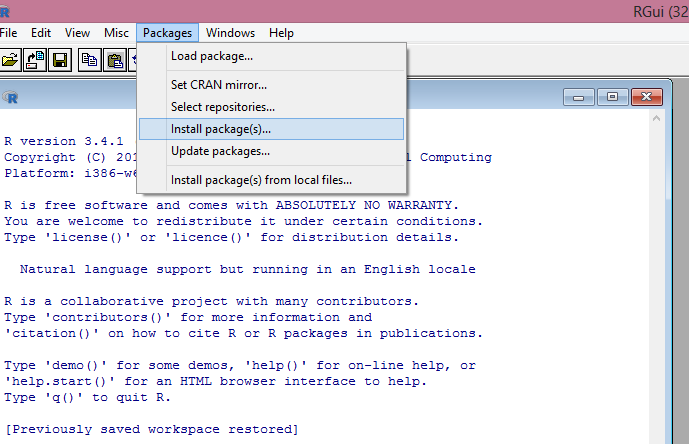 RGui (32
File Edit View Misc Packages Windows Help
Load package...
Set CRAN mirror...
Select repositories...
Install package(s)...
Update packages...
Install package(s) from local files...
R version 3.4.1
Copyright (C) 20 l Computing
Platform: i386-w
R is free software and comes with ABSOLUTELY NO WARRANTY.
You are welcome to redistribute it under certain conditions.
Type 'license()' or 'licence()' for distribution details.
Natural language support but running in an English locale
R is a collaborative project with many contributors.
Type 'contributors()' for more information and
'citation()' on how to cite R or R packages in publications.
Type 'demo()' for some demos, 'help()' for on-line help, or
'help.start()' for an HTML browser interface to help.
Type 'q()' to quit R.
[Previously saved workspace restored]